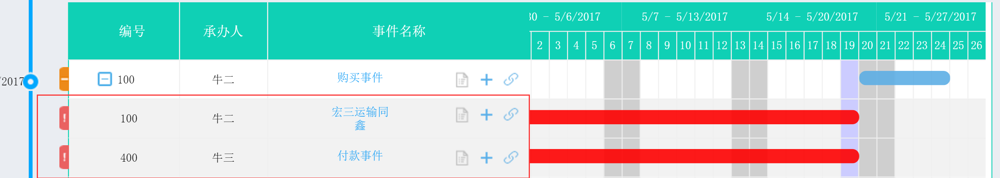 编号
承办人
事件名称
30 - 5/6/2017
5/7 - 5/13/2017
5/14 - 5/20/2017
5/21 - 5/27/2017
2 3 4 5 6 7 8 9 10 11 12 13 14 15 16 17 18 19 20 21 22 23 24 25 26
/2017
100
牛二
购买事件
100
牛二
宏三运输同
鑫
400
牛三
付款事件